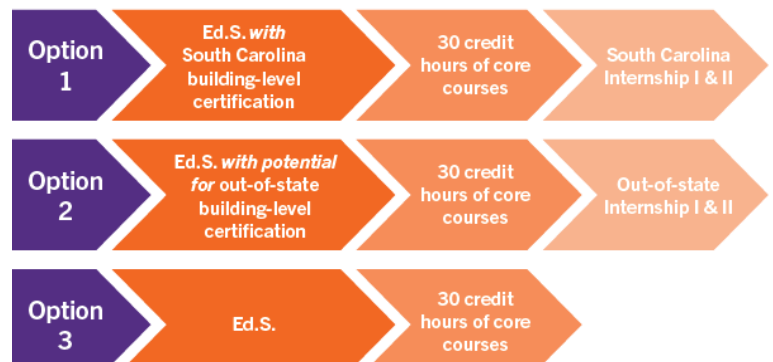 Option
1
Ed.S. with
South Carolina
building-level
certification
30 credit
hours of core
courses
South Carolina
Internship I & II
Option
2
Ed.S. with potential
for out-of-state
building-level
certification
30 credit
hours of core
courses
Out-of-state
Internship I & II
Option
3
Ed.S.
30 credit
hours of core
courses